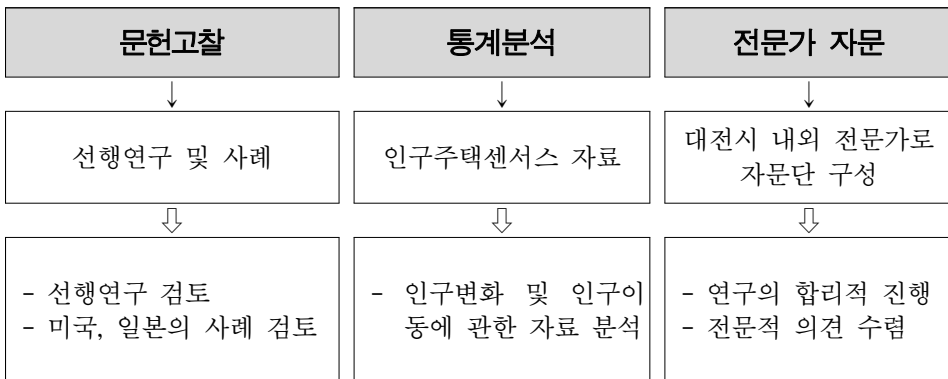 문헌고찰
통계분석
전문가 자문
선행연구 및 사례
인구주택센서스 자료
대전시 내외 전문가로
자문단 구성
- 선행연구 검토
- 미국, 일본의 사례 검토
- 인구변화 및 인구이
동에 관한 자료 분석
- 연구의 합리적 진행
- 전문적 의견 수렴